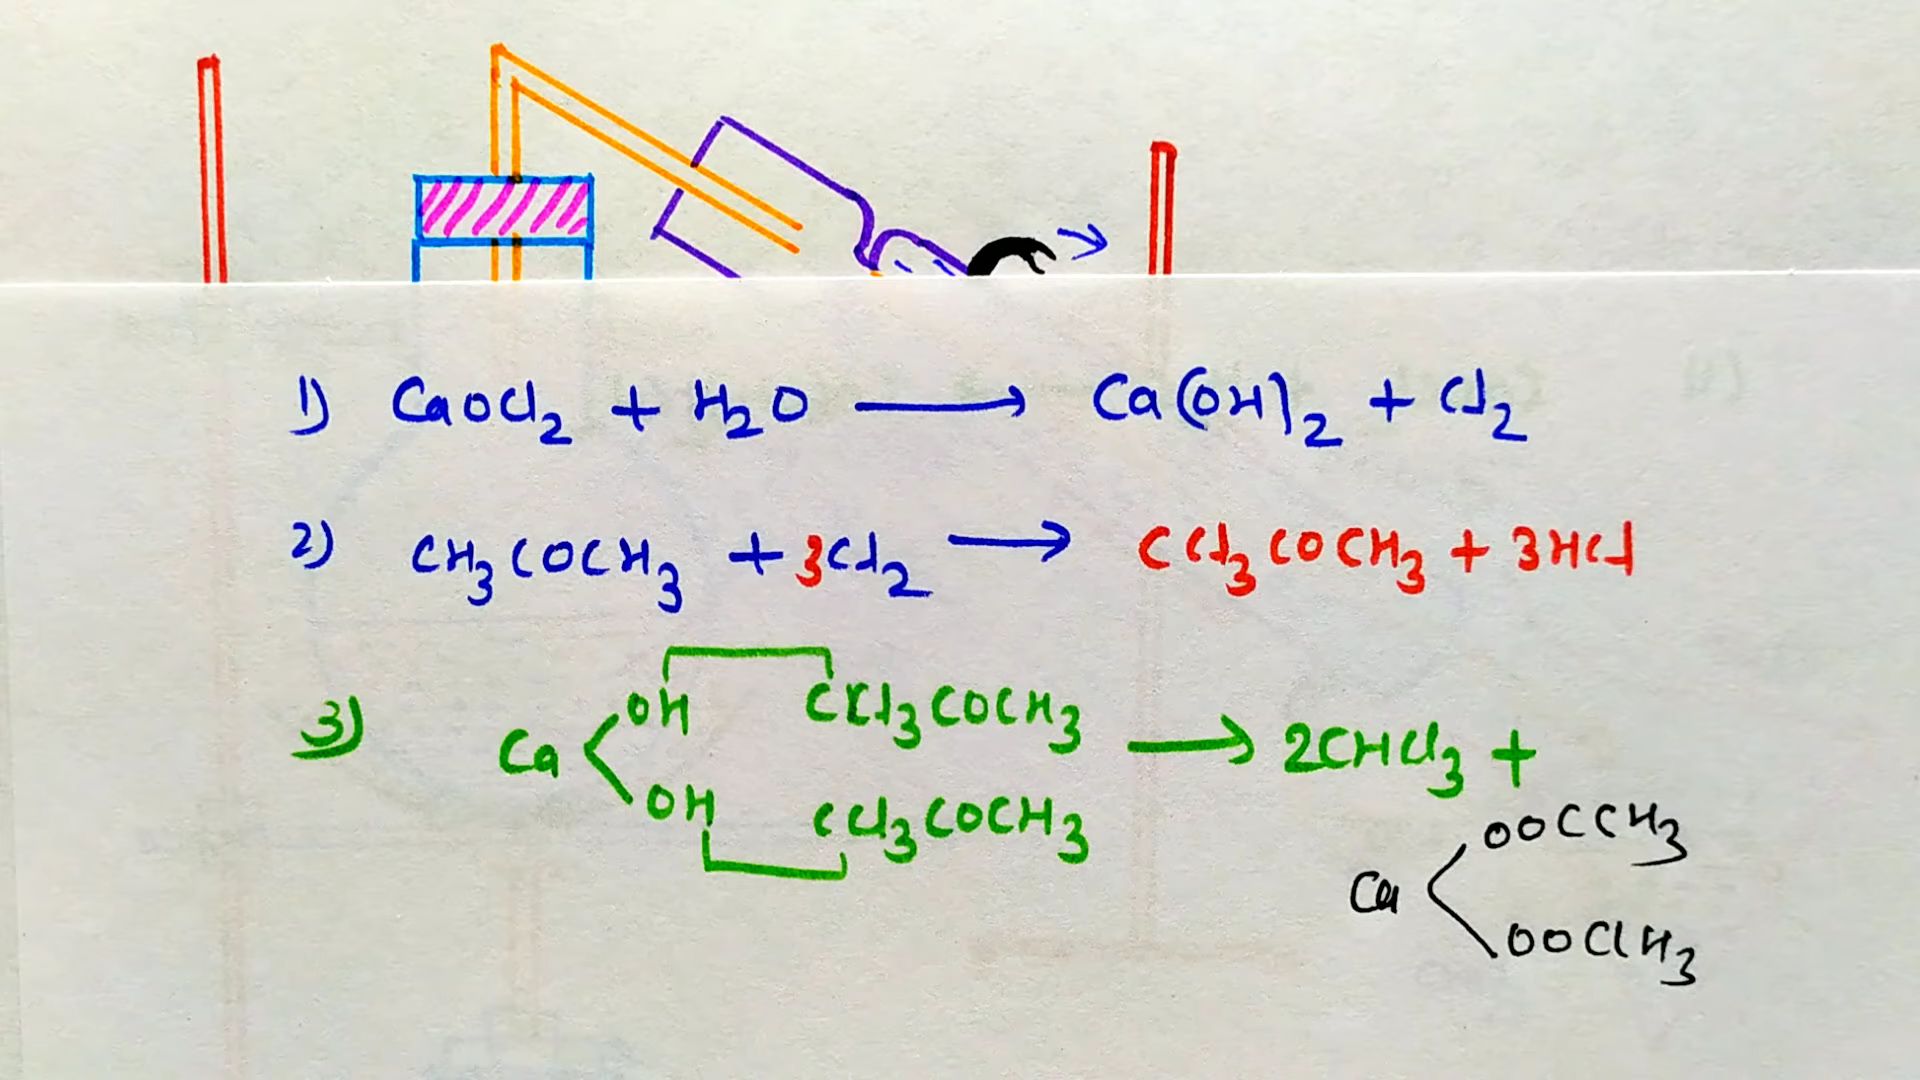 1) CaOCl₂ + H₂O ⟶ Ca(OH)₂ + Cl₂
2) CH₃COCH₃ + 3Cl₂ ⟶ CCl₃COCH₃ + 3HCl
OH CCl₃COCH₃
3) Ca ⟶ 2CHCl₃ +
OH CCl₃COCH₃
OOCCH₃
Ca
OOCCH₃